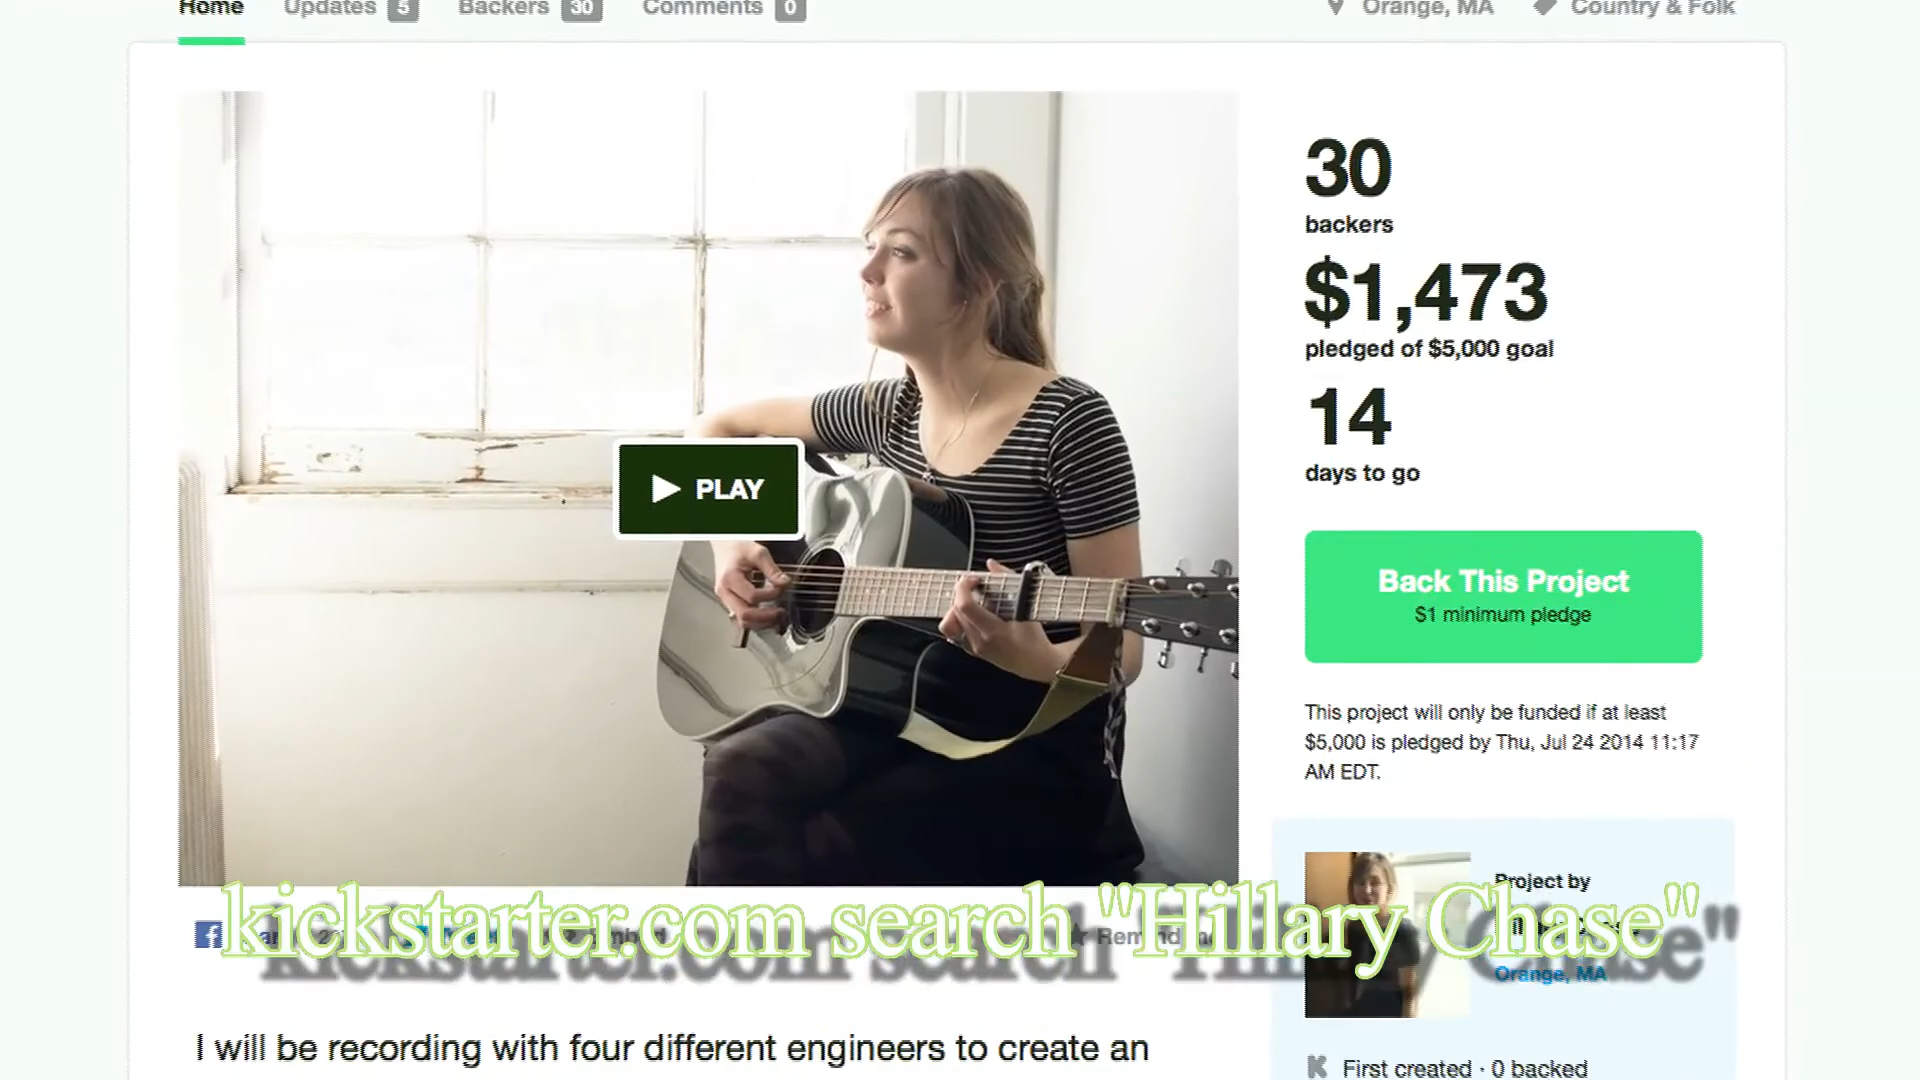 Home Updates 5 Backers 30 Comments 0 Orange, MA Country & Folk
30
backers
$1,473
pledged of $5,000 goal
14
days to go
PLAY
Back This Project
$1 minimum pledge
This project will only be funded if at least
$5,000 is pledged by Thu, Jul 24 2014 11:17
AM EDT.
Project by
Orange, MA
kickstarter.com search "Hillary Chase"
I will be recording with four different engineers to create an
First created · 0 backed